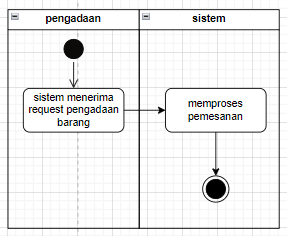 pengadaan
sistem
sistem menerima
request pengadaan
barang
memproses
pemesanan